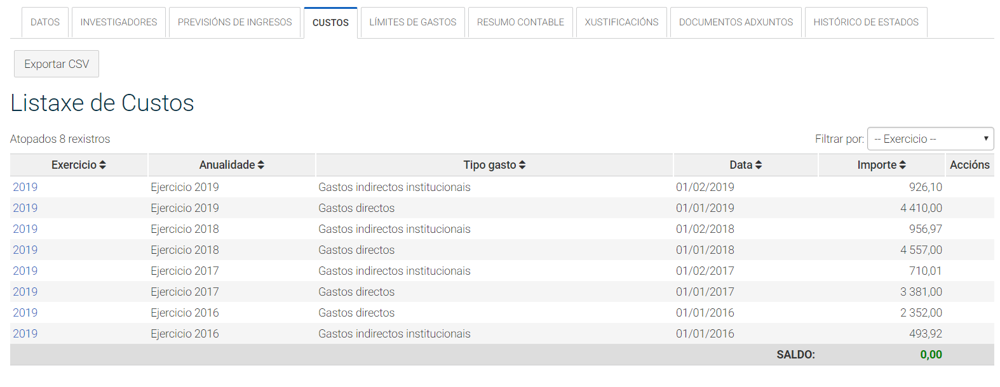 DATOS INVESTIGADORES PREVISIÓNS DE INGRESOS CUSTOS LÍMITES DE GASTOS RESUMO CONTABLE XUSTIFICACIÓNS DOCUMENTOS ADXUNTOS HISTÓRICO DE ESTADOS
Exportar CSV
Listaxe de Custos
Atopados 8 rexistros Filtrar por: -- Exercicio --
Exercicio Anualidade Tipo gasto Data Importe Accións
2019 Ejercicio 2019 Gastos indirectos institucionais 01/02/2019 926,10
2019 Ejercicio 2019 Gastos directos 01/01/2019 4 410,00
2019 Ejercicio 2018 Gastos indirectos institucionais 01/02/2018 956,97
2019 Ejercicio 2018 Gastos directos 01/01/2018 4 557,00
2019 Ejercicio 2017 Gastos indirectos institucionais 01/02/2017 710,01
2019 Ejercicio 2017 Gastos directos 01/01/2017 3 381,00
2019 Ejercicio 2016 Gastos directos 01/01/2016 2 352,00
2019 Ejercicio 2016 Gastos indirectos institucionais 01/01/2016 493,92
SALDO: 0,00